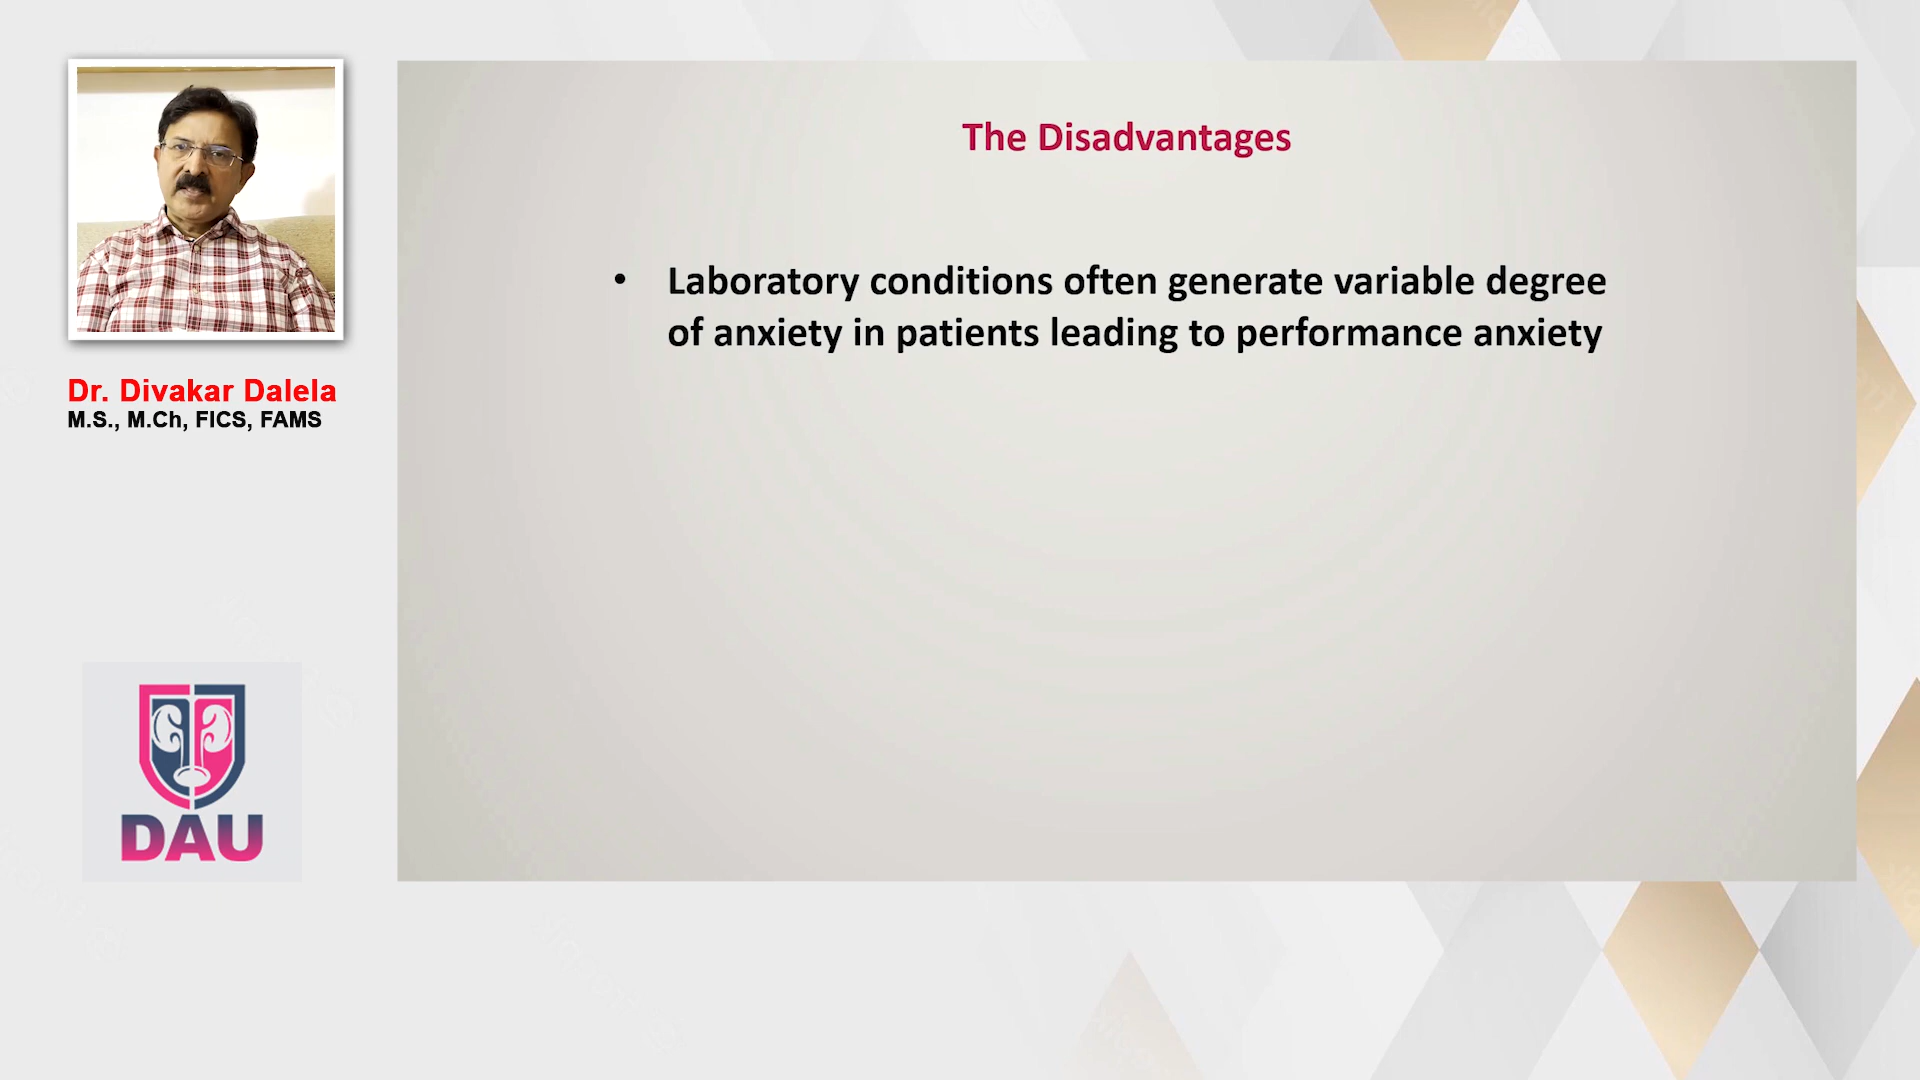 Dr. Divakar Dalela
M.S., M.Ch, FICS, FAMS
DAU
The Disadvantages
• Laboratory conditions often generate variable degree
of anxiety in patients leading to performance anxiety